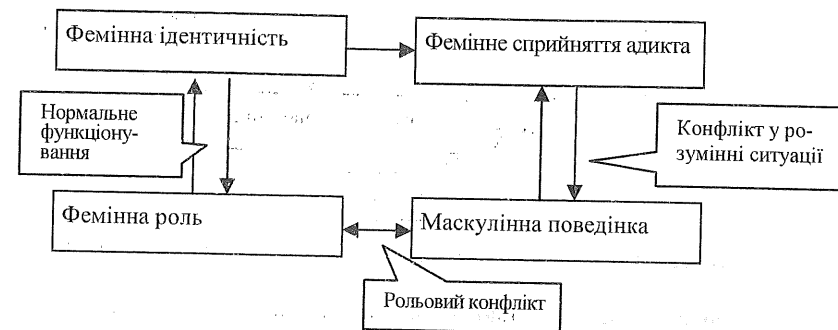 Фемінна ідентичність
Фемінне сприйняття адикта
Нормальне
функціону-
вання
Конфлікт у ро-
зумінні ситуації
Фемінна роль
Маскулінна поведінка
Рольовий конфлікт